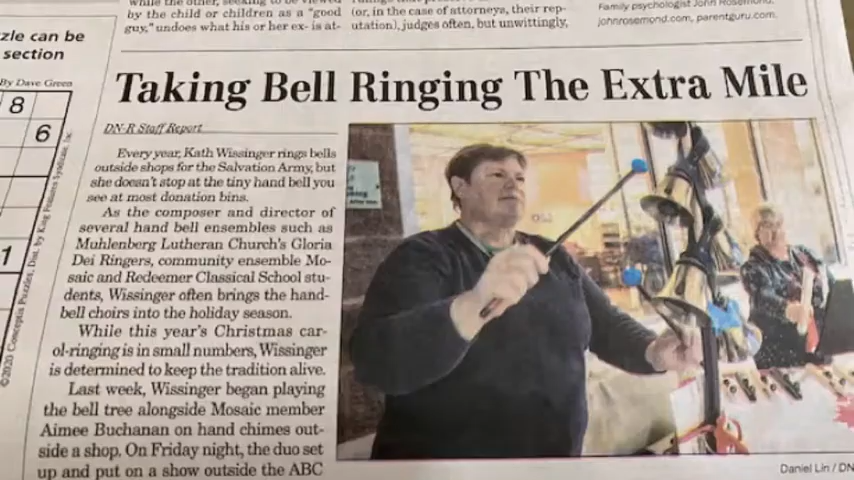 while the other, seeking to be viewed
by the child or children as a "good
guy," undoes what his or her ex- is at-
(or, in the case of attorneys, their rep-
utation), judges often, but unwittingly,
Family psychologist John Rosemond,
johnrosemond.com, parentguru.com.
zle can be
section
By Dave Green
8
6
1
©2020 Conceptis Puzzles, Dist. by King Features Syndicate, Inc.
Taking Bell Ringing The Extra Mile
DN-R Staff Report
Every year, Kath Wissinger rings bells
outside shops for the Salvation Army, but
she doesn't stop at the tiny hand bell you
see at most donation bins.
As the composer and director of
several hand bell ensembles such as
Muhlenberg Lutheran Church's Gloria
Dei Ringers, community ensemble Mo-
saic and Redeemer Classical School stu-
dents, Wissinger often brings the hand-
bell choirs into the holiday season.
While this year's Christmas car-
ol-ringing is in small numbers, Wissinger
is determined to keep the tradition alive.
Last week, Wissinger began playing
the bell tree alongside Mosaic member
Aimee Buchanan on hand chimes out-
side a shop. On Friday night, the duo set
up and put on a show outside the ABC
Daniel Lin / DN